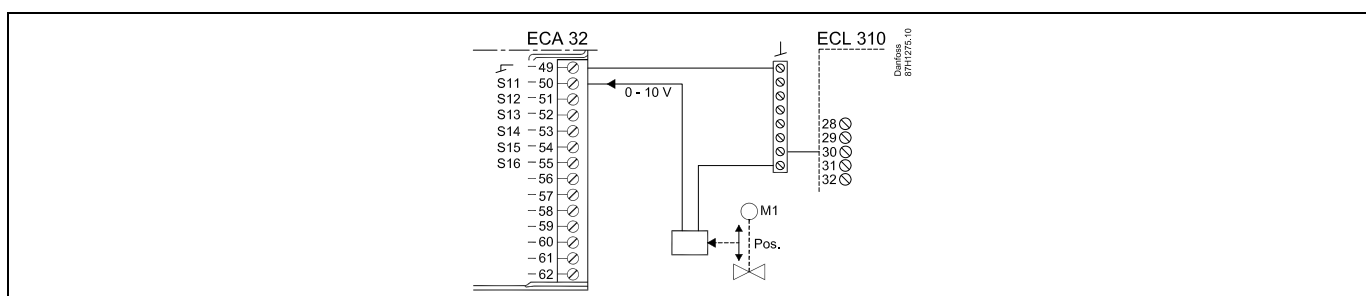 ECA 32
ECL 310
Danfoss
87H1275.10
49
S11 - 50
S12 - 51
S13 - 52
S14 - 53
S15 - 54
S16 - 55
56
57
58
59
60
61
62
0 - 10 V
28
29
30
31
32
M1
Pos.